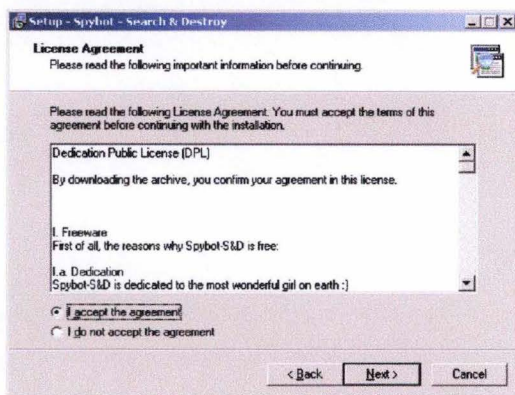 Setup - Spybot - Search & Destroy
License Agreement
Please read the following important information before continuing.
Please read the following License Agreement. You must accept the terms of this
agreement before continuing with the installation.
Dedication Public License (DPL)
By downloading the archive, you confirm your agreement in this license.
I. Freeware
First of all, the reasons why Spybot-S&D is free:
I.a. Dedication
Spybot-S&D is dedicated to the most wonderful girl on earth :)
I accept the agreement
I do not accept the agreement
< Back
Next >
Cancel